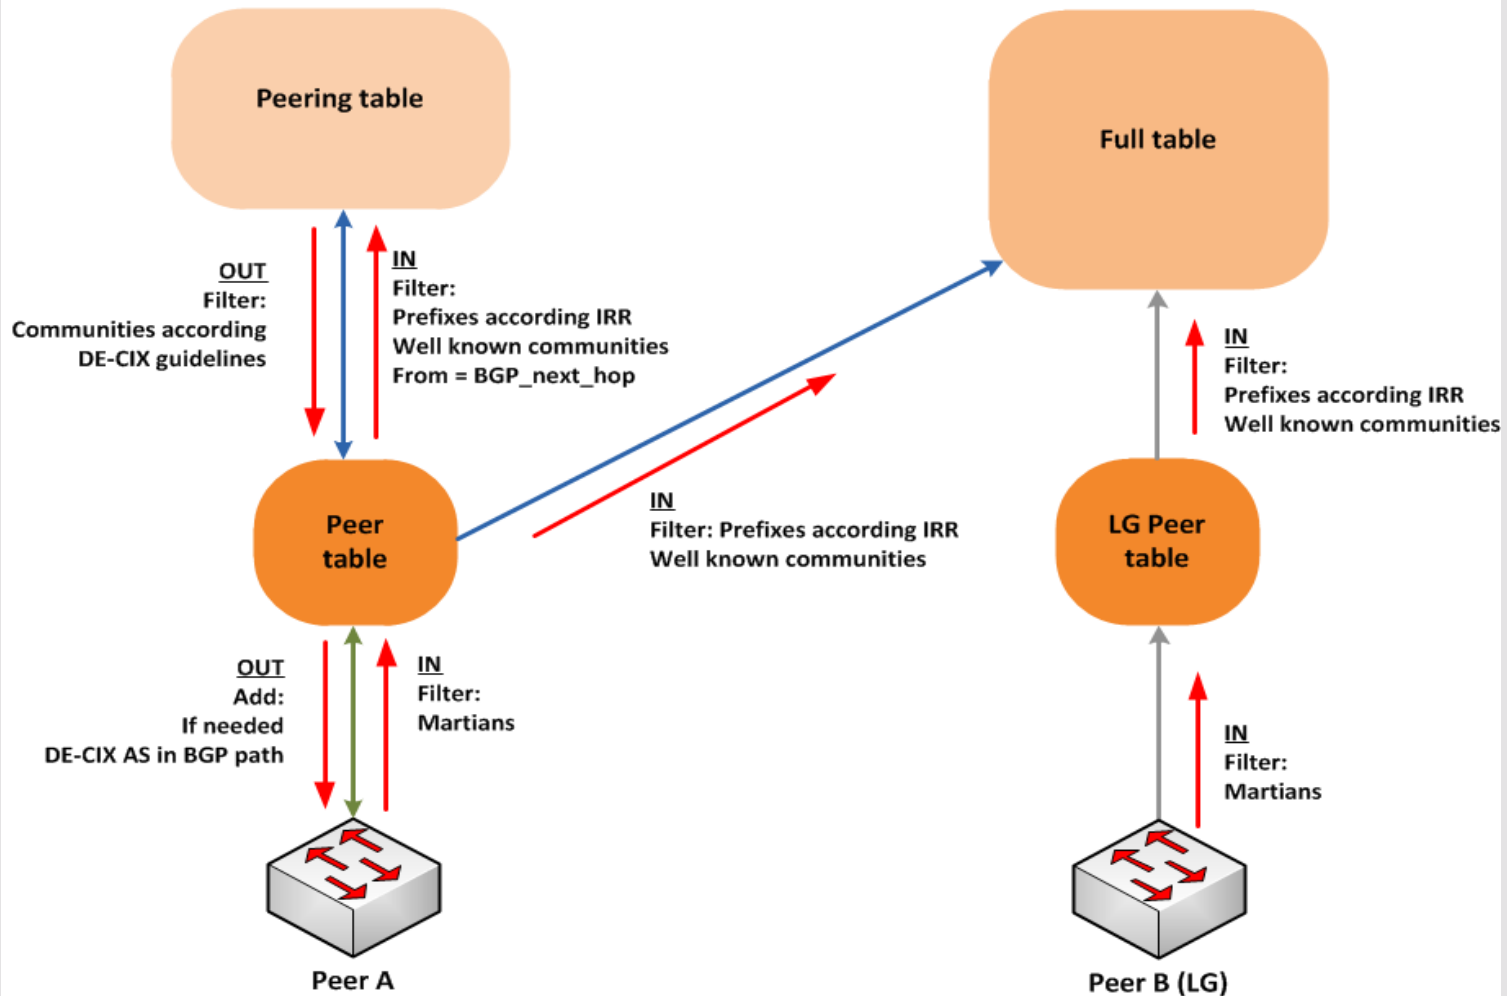 Peering table
Full table
OUT
Filter:
Communities according
DE-CIX guidelines
IN
Filter:
Prefixes according IRR
Well known communities
From = BGP_next_hop
IN
Filter:
Prefixes according IRR
Well known communities
IN
Filter: Prefixes according IRR
Well known communities
Peer
table
LG Peer
table
OUT
Add:
If needed
DE-CIX AS in BGP path
IN
Filter:
Martians
IN
Filter:
Martians
Peer A
Peer B (LG)